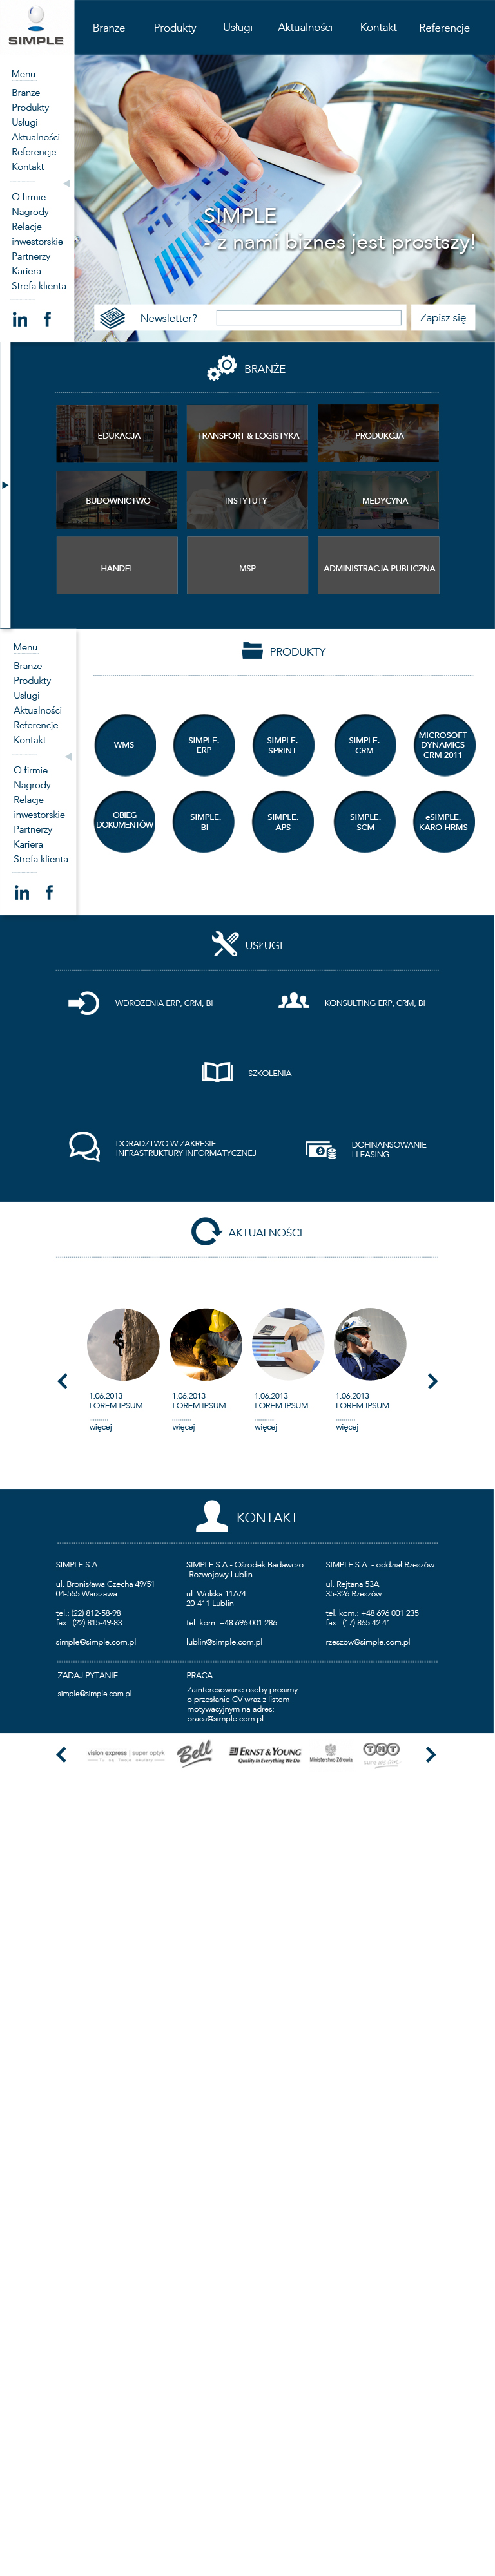 SIMPLE
Branże
Produkty
Usługi
Aktualności
Kontakt
Referencje
Menu
Branże
Produkty
Usługi
Aktualności
Referencje
Kontakt
O firmie
Nagrody
Relacje
inwestorskie
Partnerzy
Kariera
Strefa klienta
in f
SIMPLE
- z nami biznes jest prostszy!
Newsletter?
Zapisz się
BRANŻE
EDUKACJA
TRANSPORT & LOGISTYKA
PRODUKCJA
BUDOWNICTWO
INSTYTUTY
MEDYCYNA
HANDEL
MSP
ADMINISTRACJA PUBLICZNA
Menu
Branże
Produkty
Usługi
Aktualności
Referencje
Kontakt
O firmie
Nagrody
Relacje
inwestorskie
Partnerzy
Kariera
Strefa klienta
in f
PRODUKTY
WMS
SIMPLE.
ERP
SIMPLE.
SPRINT
SIMPLE.
CRM
MICROSOFT
DYNAMICS
CRM 2011
OBIEG
DOKUMENTÓW
SIMPLE.
BI
SIMPLE.
APS
SIMPLE.
SCM
eSIMPLE.
KARO HRMS
USŁUGI
WDROŻENIA ERP, CRM, BI
KONSULTING ERP, CRM, BI
SZKOLENIA
DORADZTWO W ZAKRESIE
INFRASTRUKTURY INFORMATYCZNEJ
DOFINANSOWANIE
I LEASING
AKTUALNOŚCI
1.06.2013
LOREM IPSUM.
..........
więcej
1.06.2013
LOREM IPSUM.
..........
więcej
1.06.2013
LOREM IPSUM.
..........
więcej
1.06.2013
LOREM IPSUM.
..........
więcej
KONTAKT
SIMPLE S.A.
ul. Bronisława Czecha 49/51
04-555 Warszawa
tel.: (22) 812-58-98
fax.: (22) 815-49-83
simple@simple.com.pl
SIMPLE S.A.- Ośrodek Badawczo
-Rozwojowy Lublin
ul. Wolska 11A/4
20-411 Lublin
tel. kom: +48 696 001 286
lublin@simple.com.pl
SIMPLE S.A. - oddział Rzeszów
ul. Rejtana 53A
35-326 Rzeszów
tel. kom.: +48 696 001 235
fax.: (17) 865 42 41
rzeszow@simple.com.pl
ZADAJ PYTANIE
simple@simple.com.pl
PRACA
Zainteresowane osoby prosimy
o przesłanie CV wraz z listem
motywacyjnym na adres:
praca@simple.com.pl
vision express | super optyk
Tu są Twoje okulary
Bell
ERNST & YOUNG
Quality In Everything We Do
Ministerstwo Zdrowia
TNT
sure we can